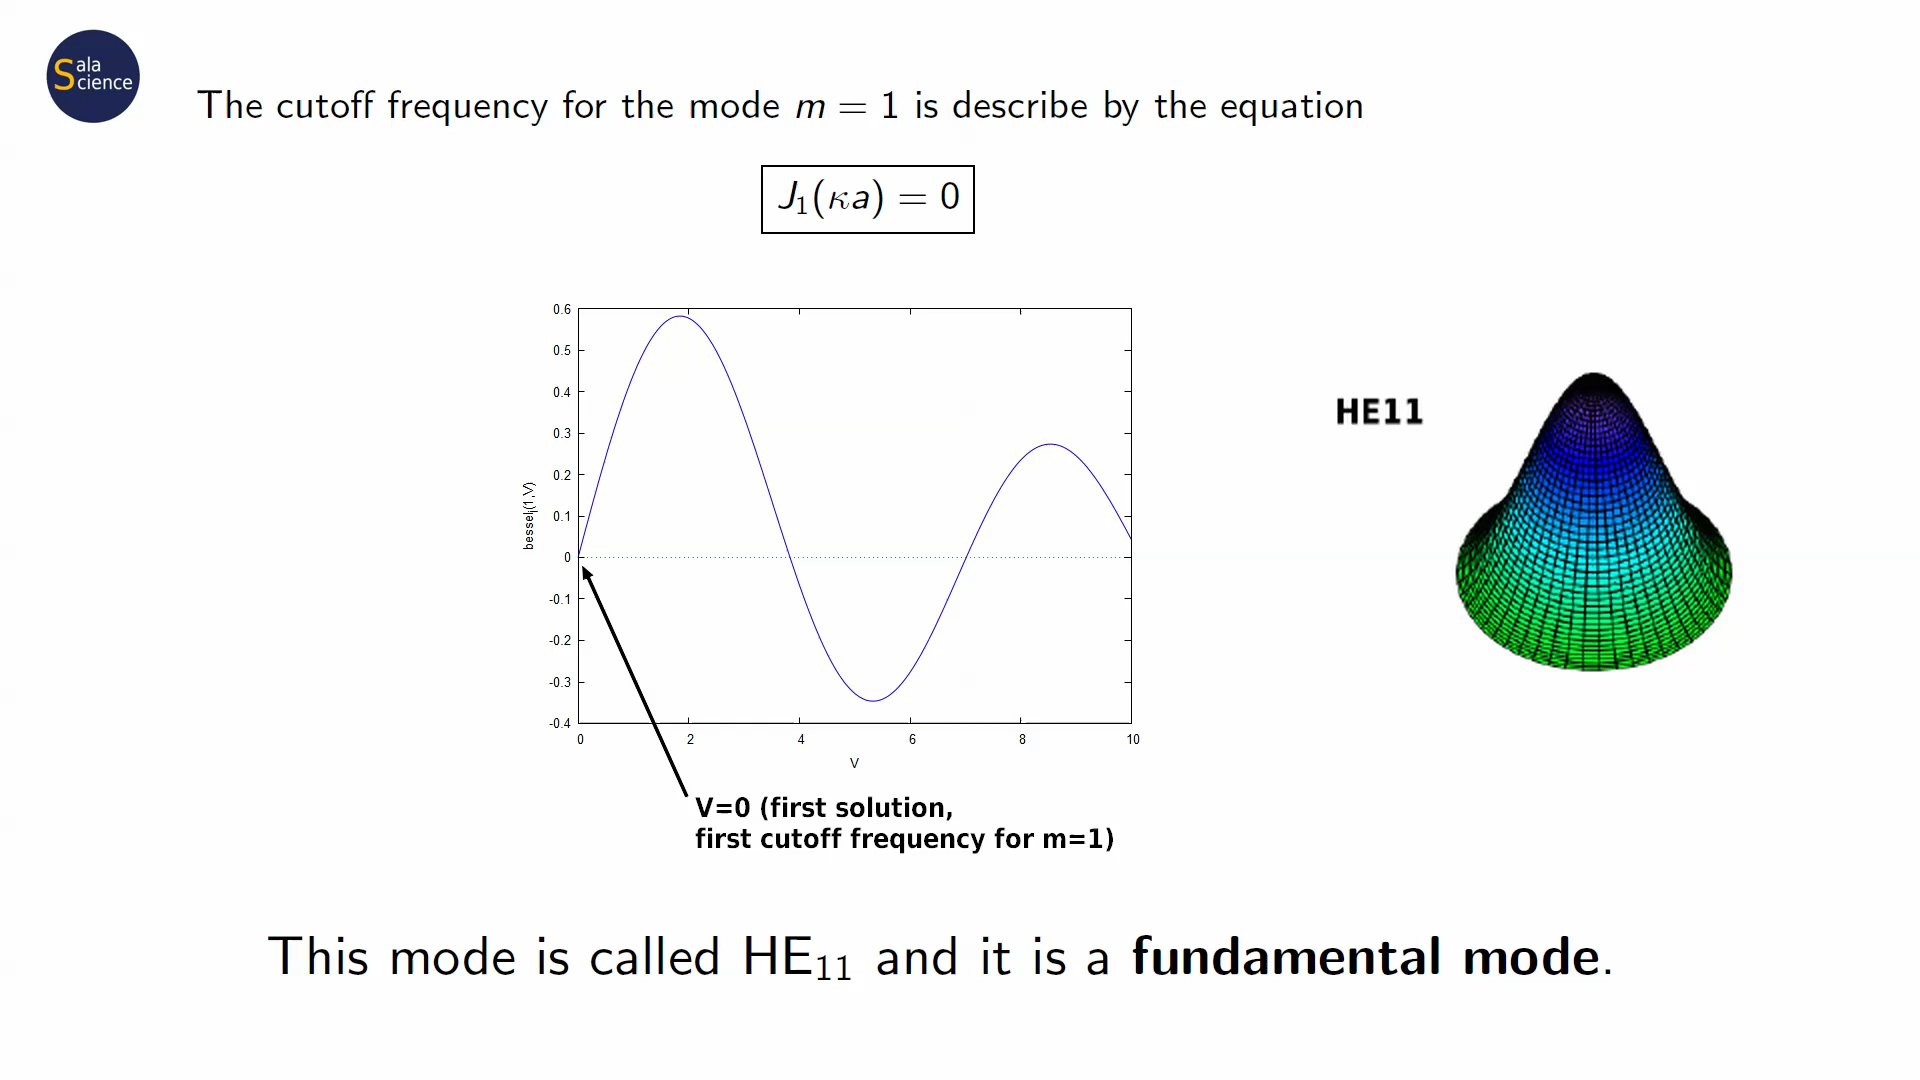 Sala
Science
The cutoff frequency for the mode m = 1 is describe by the equation
J₁(κa) = 0
0.6
0.5
0.4
0.3
0.2
0.1
0
-0.1
-0.2
-0.3
-0.4
bessel_j(1,V)
0 2 4 6 8 10
V
HE11
V=0 (first solution,
first cutoff frequency for m=1)
This mode is called HE₁₁ and it is a fundamental mode.